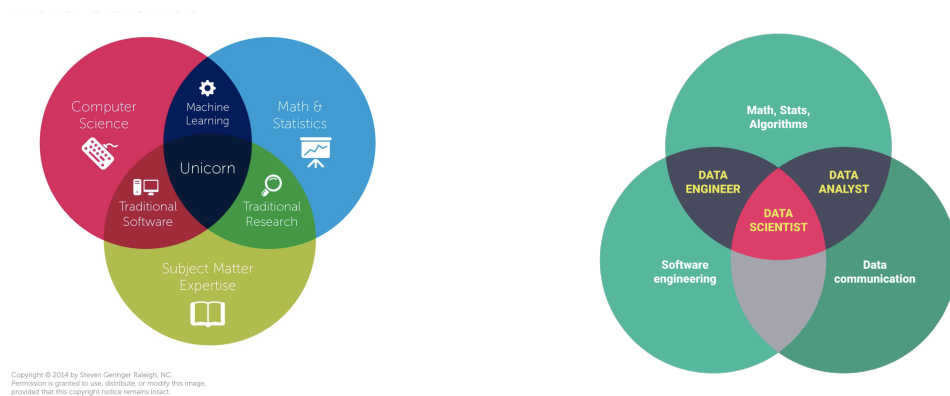 Computer
Science
Machine
Learning
Math &
Statistics
Unicorn
Traditional
Software
Traditional
Research
Subject Matter
Expertise
Copyright © 2014 by Steven Geringer Raleigh, NC.
Permission is granted to use, distribute, or modify this image,
provided that this copyright notice remains intact.
Math, Stats,
Algorithms
DATA
ENGINEER
DATA
ANALYST
DATA
SCIENTIST
Software
engineering
Data
communication